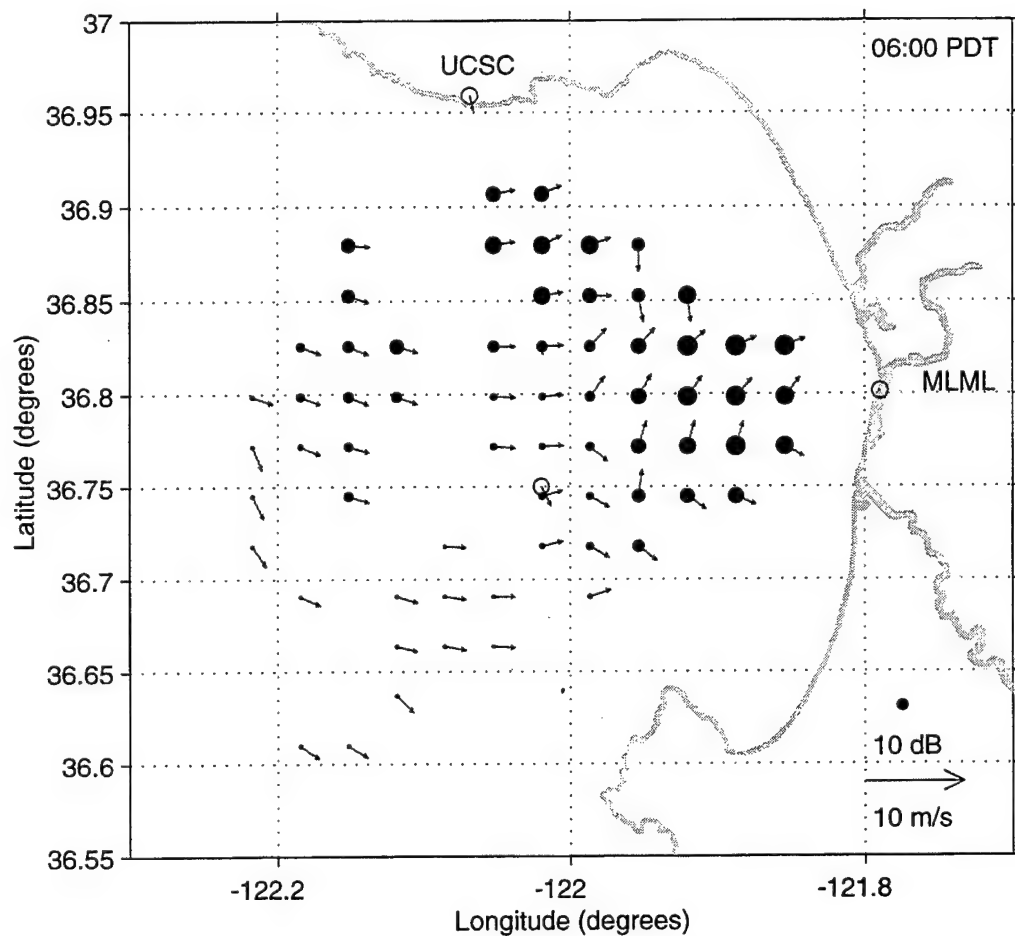 37
06:00 PDT
UCSC
36.95
36.9
36.85
36.8
MLML
36.75
36.7
36.65
10 dB
36.6
10 m/s
36.55
-122.2
-122
-121.8
Latitude (degrees)
Longitude (degrees)